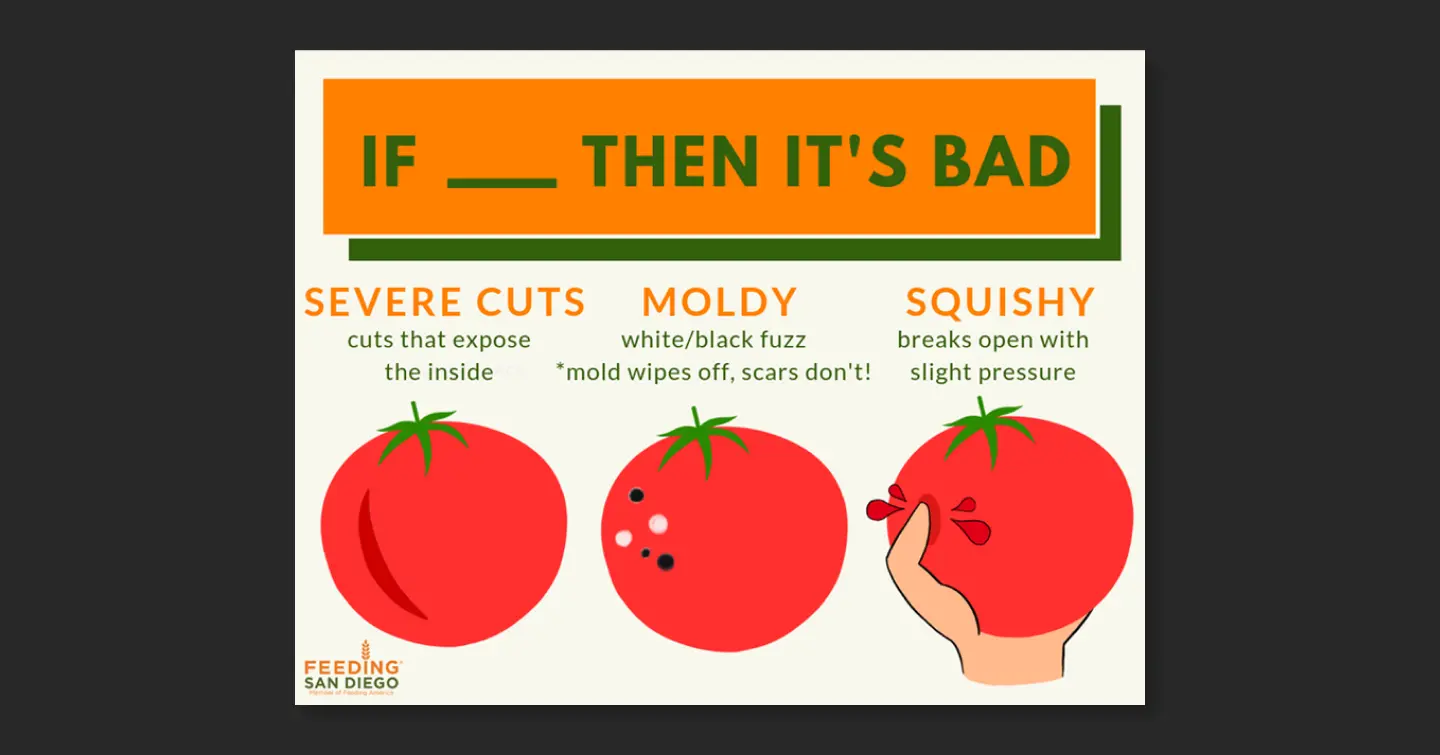 IF ___ THEN IT'S BAD
SEVERE CUTS
cuts that expose
the inside
MOLDY
white/black fuzz
*mold wipes off, scars don't!
SQUISHY
breaks open with
slight pressure
FEEDING
SAN DIEGO
Member of Feeding America